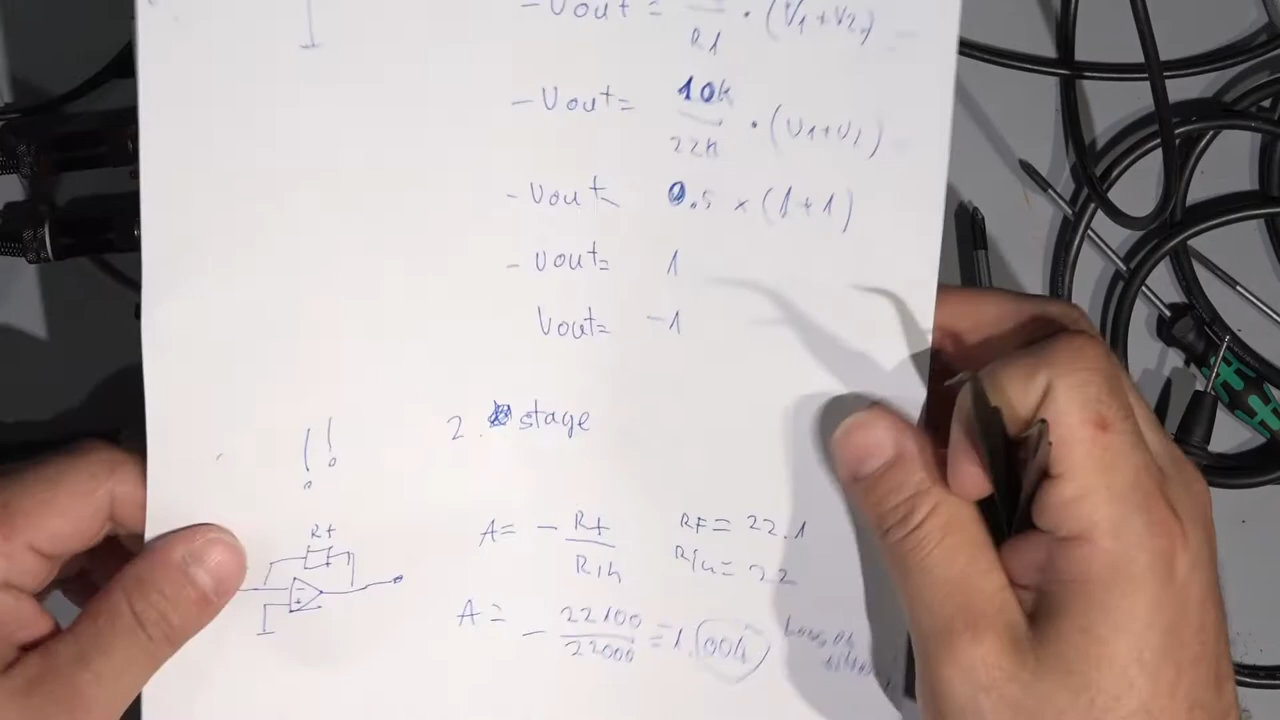 -Vout = R1 · (V1+V2)
-Vout= 10k/22k · (V1+V2)
-Vout= 0.5 x (1+1)
-Vout= 1
Vout= -1
2. stage
!!
Rf
- +
A= - Rf/Rin RF= 22.1
Rin= 22
A= - 22100/22000 = 1.004